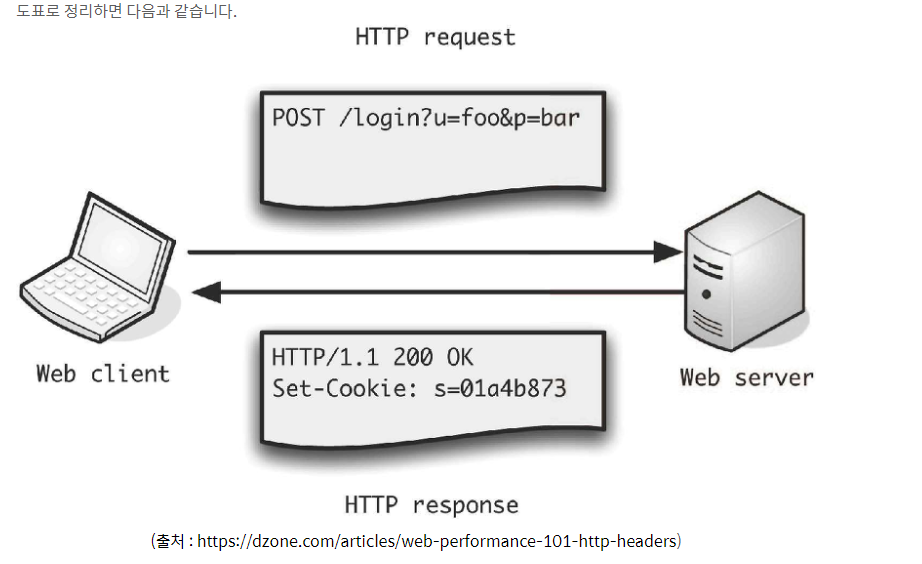 도표로 정리하면 다음과 같습니다.
HTTP request
POST /login?u=foo&p=bar
Web client
Web server
HTTP/1.1 200 OK
Set-Cookie: s=01a4b873
HTTP response
(출처 : https://dzone.com/articles/web-performance-101-http-headers)